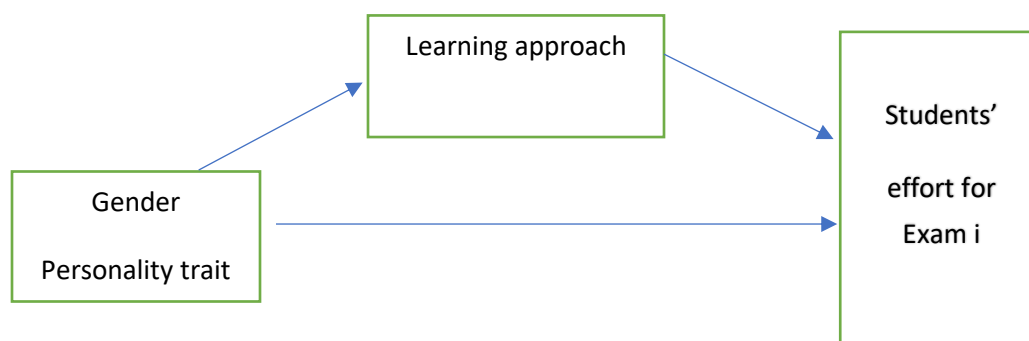 Learning approach
Gender
Personality trait
Students’
effort for
Exam i